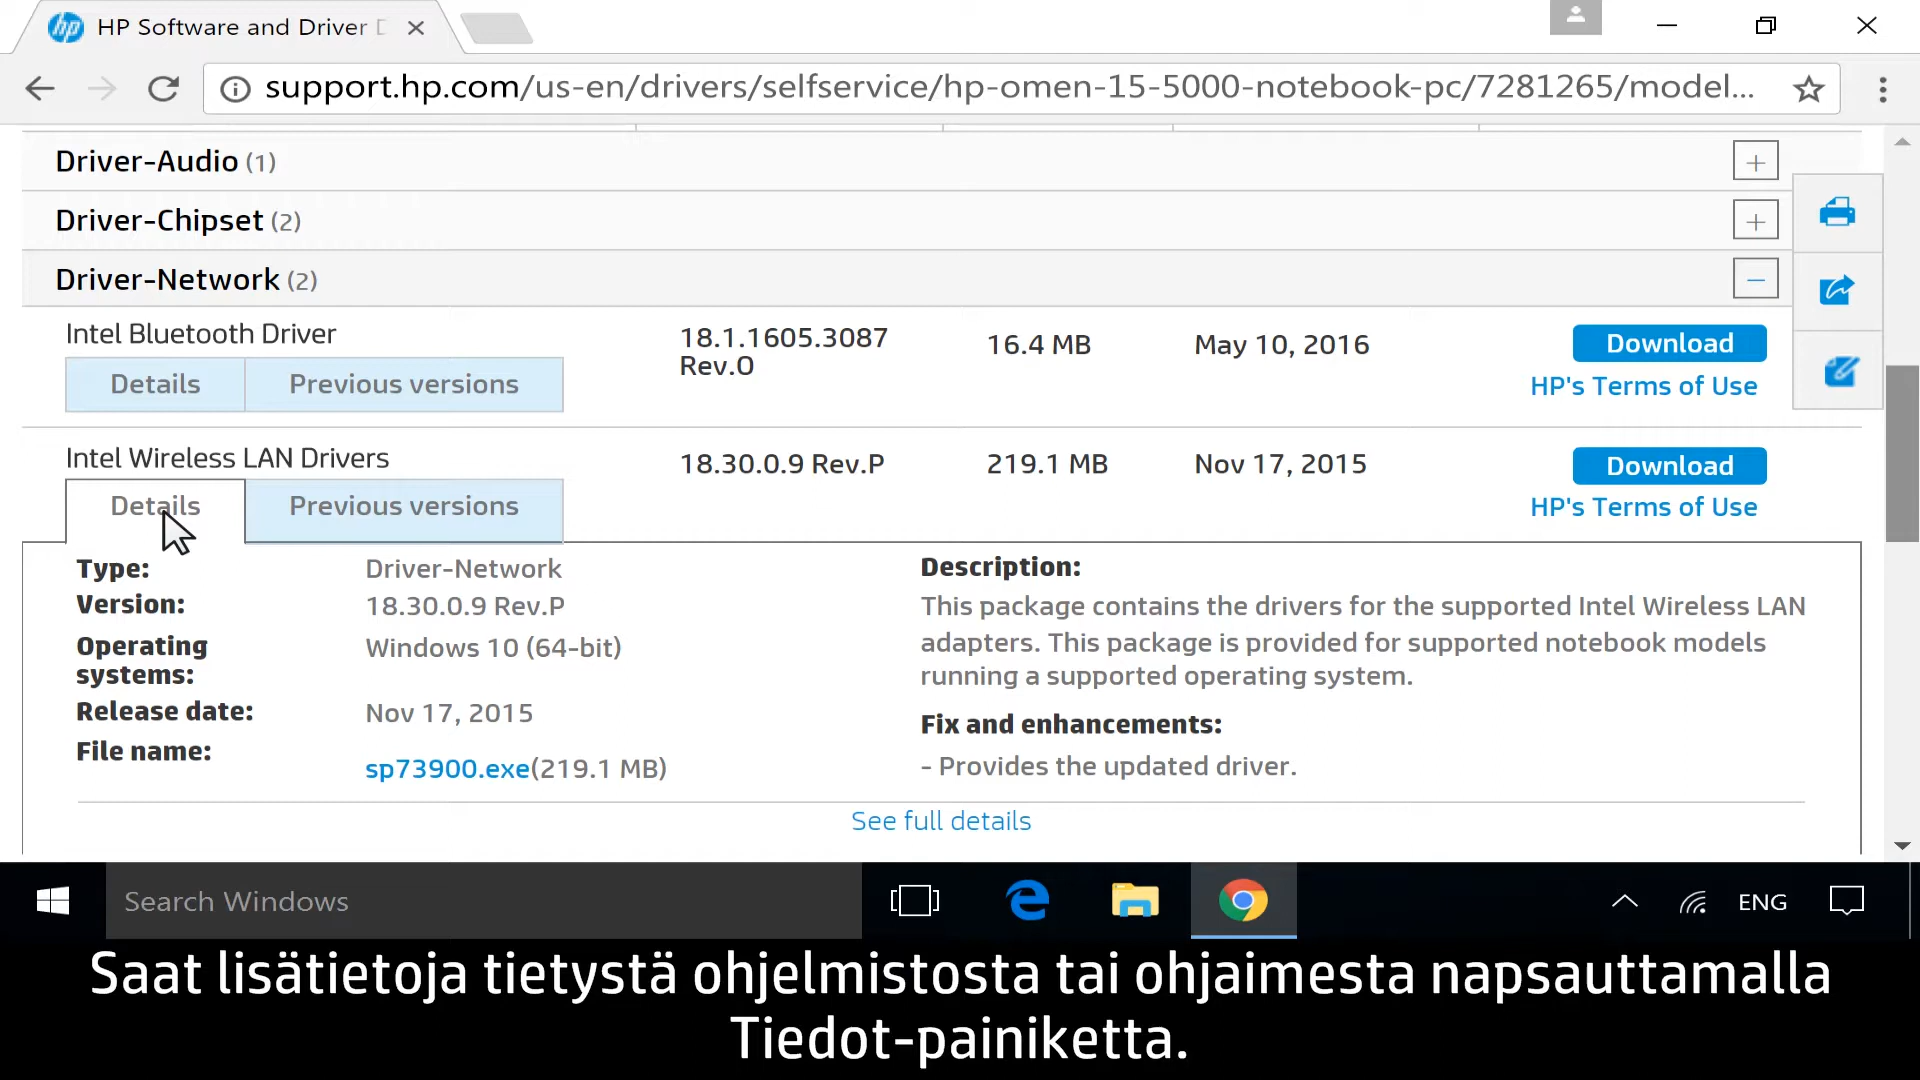 HP Software and Driver D
support.hp.com/us-en/drivers/selfservice/hp-omen-15-5000-notebook-pc/7281265/model...
Driver-Audio (1)
Driver-Chipset (2)
Driver-Network (2)
Intel Bluetooth Driver
Details Previous versions
18.1.1605.3087
Rev.O
16.4 MB
May 10, 2016
Download
HP's Terms of Use
Intel Wireless LAN Drivers
Details Previous versions
18.30.0.9 Rev.P
219.1 MB
Nov 17, 2015
Download
HP's Terms of Use
Type: Driver-Network
Version: 18.30.0.9 Rev.P
Operating
systems:
Windows 10 (64-bit)
Release date: Nov 17, 2015
File name: sp73900.exe(219.1 MB)
Description:
This package contains the drivers for the supported Intel Wireless LAN
adapters. This package is provided for supported notebook models
running a supported operating system.
Fix and enhancements:
- Provides the updated driver.
See full details
Search Windows
ENG
Saat lisätietoja tietystä ohjelmistosta tai ohjaimesta napsauttamalla
Tiedot-painiketta.